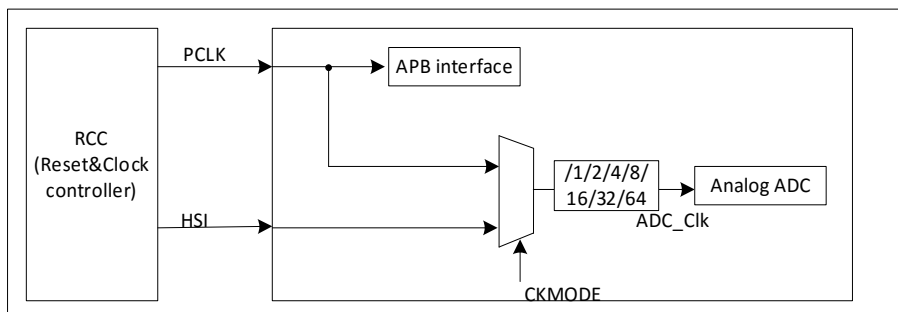 PCLK
APB interface
RCC
(Reset&Clock
controller)
/1/2/4/8/
16/32/64
Analog ADC
ADC_Clk
HSI
CKMODE